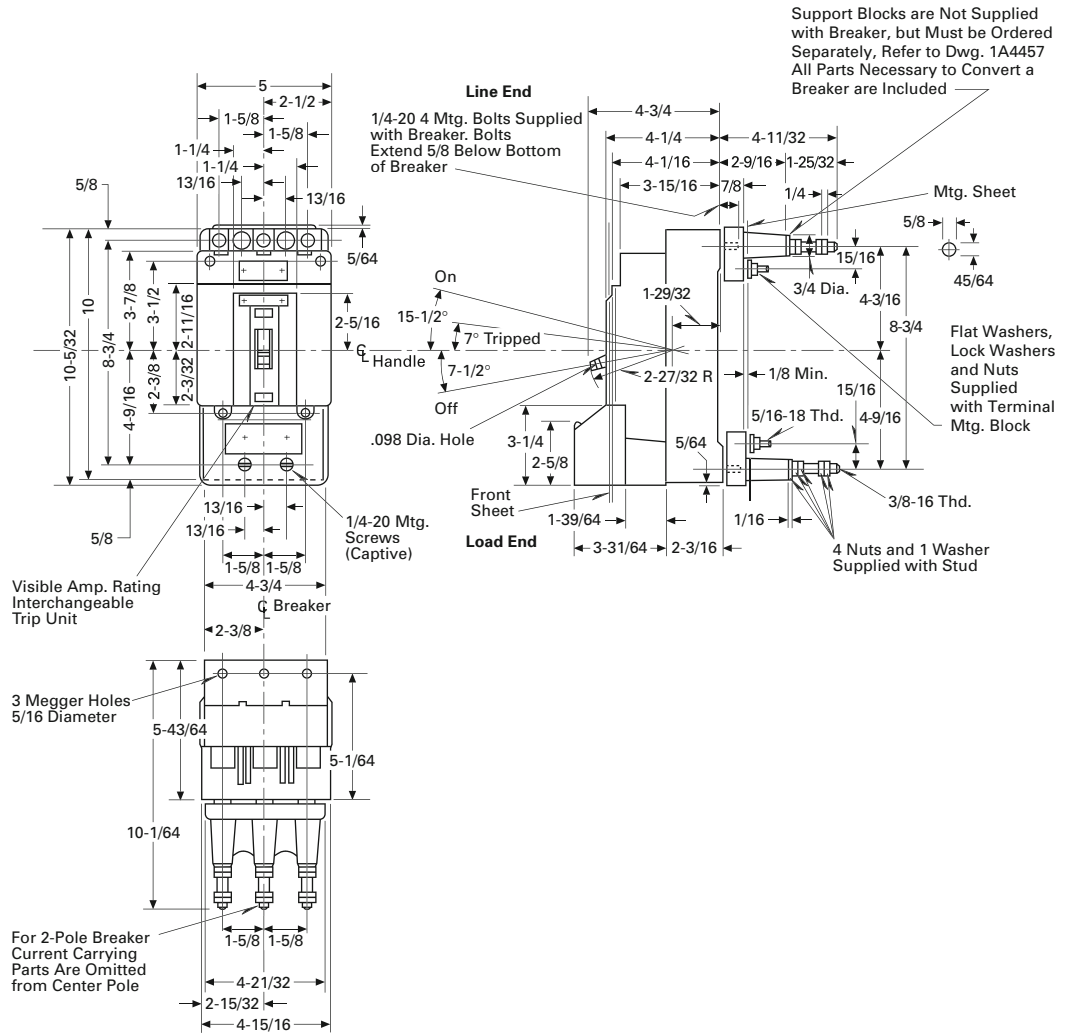 Support Blocks are Not Supplied
with Breaker, but Must be Ordered
Separately, Refer to Dwg. 1A4457
All Parts Necessary to Convert a
Breaker are Included
5
2-1/2
1-5/8
1-5/8
1-1/4
1-1/4
13/16
13/16
5/8
5/64
10-5/32
10
8-3/4
4-9/16
3-7/8
3-1/2
2-3/8
2-11/16
2-3/32
2-5/16
℄ Handle
5/8
13/16
13/16
1-5/8
1-5/8
4-3/4
1/4-20 Mtg.
Screws
(Captive)
Visible Amp. Rating
Interchangeable
Trip Unit
Line End
1/4-20 4 Mtg. Bolts Supplied
with Breaker. Bolts
Extend 5/8 Below Bottom
of Breaker
4-3/4
4-1/4
4-11/32
4-1/16
2-9/16
1-25/32
3-15/16
7/8
1/4
Mtg. Sheet
5/8
45/64
15/16
3/4 Dia.
4-3/16
8-3/4
On
15-1/2°
7° Tripped
7-1/2°
Off
1-29/32
2-27/32 R
1/8 Min.
.098 Dia. Hole
Flat Washers,
Lock Washers
and Nuts
Supplied
with Terminal
Mtg. Block
15/16
4-9/16
5/16-18 Thd.
3-1/4
2-5/8
5/64
Front
Sheet
1-39/64
1/16
3/8-16 Thd.
Load End
3-31/64
2-3/16
4 Nuts and 1 Washer
Supplied with Stud
℄ Breaker
2-3/8
3 Megger Holes
5/16 Diameter
5-43/64
5-1/64
10-1/64
For 2-Pole Breaker
Current Carrying
Parts Are Omitted
from Center Pole
1-5/8
1-5/8
4-21/32
2-15/32
4-15/16